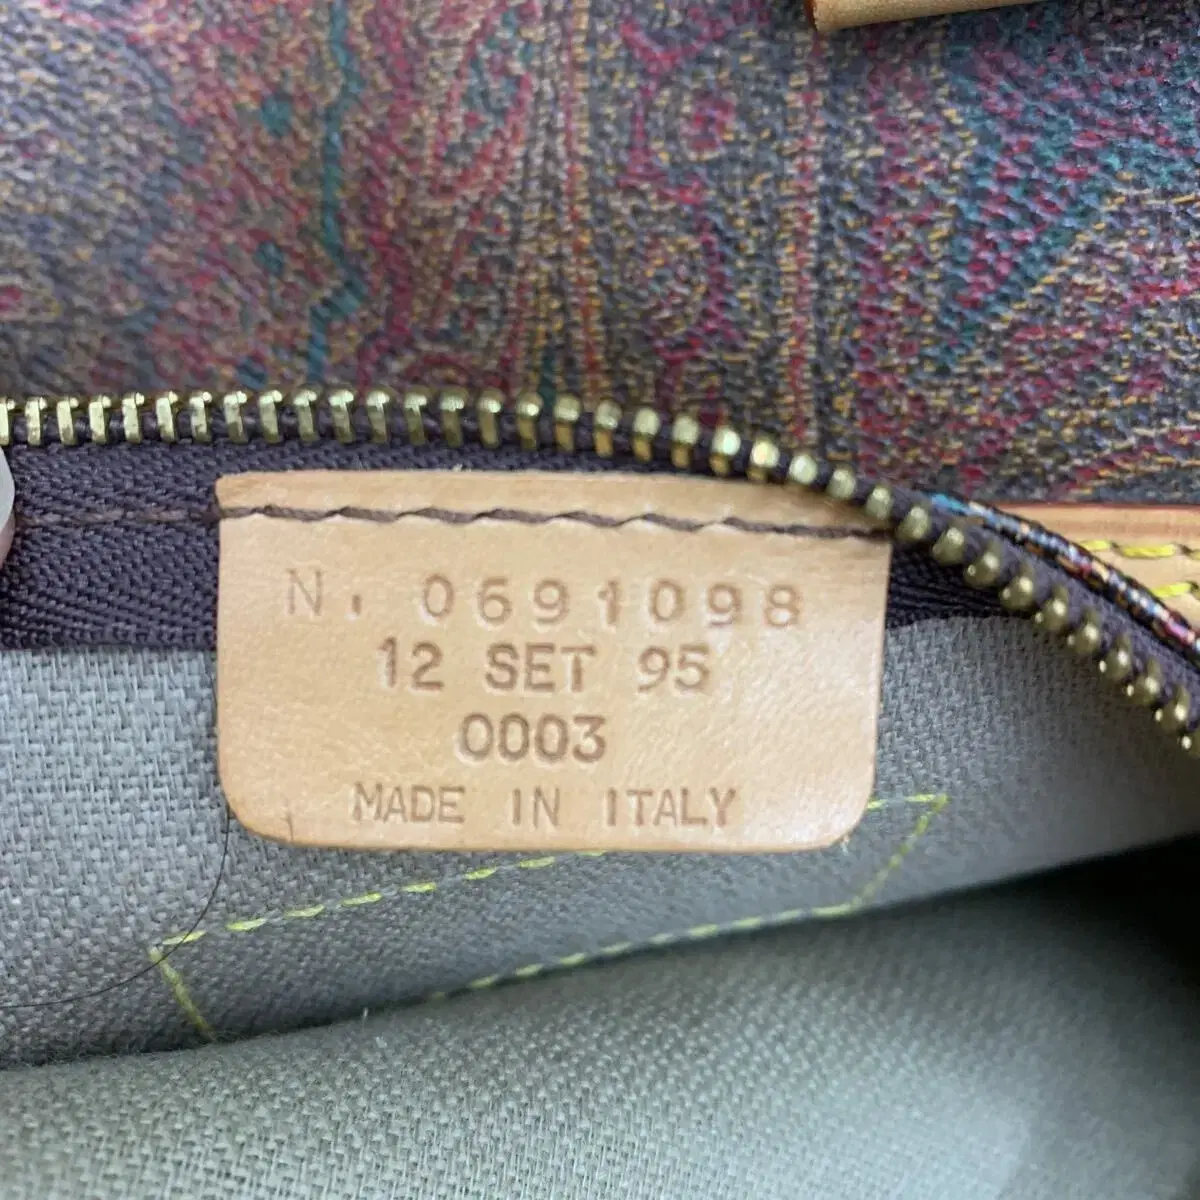 N. 0691098
12 SET 95
0003
MADE IN ITALY